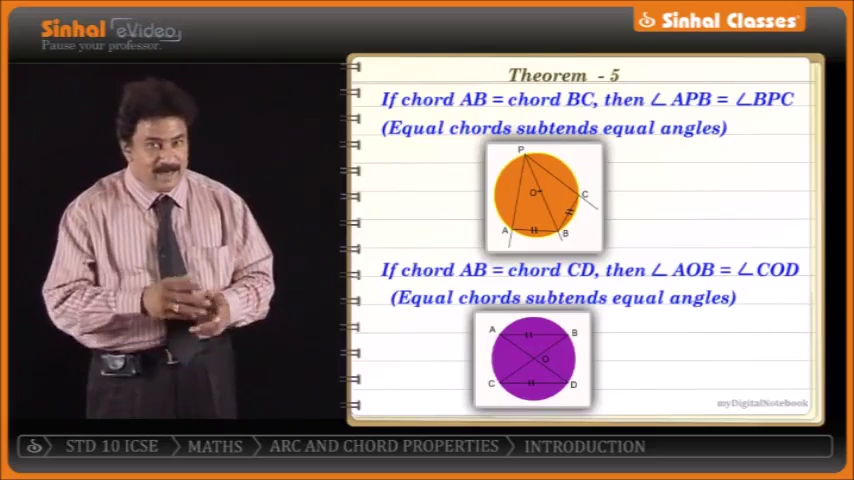 Sinhal eVideo
Pause your professor.
Sinhal Classes
Theorem - 5
If chord AB = chord BC, then ∠ APB = ∠BPC
(Equal chords subtends equal angles)
P
O
C
A
B
If chord AB = chord CD, then ∠ AOB = ∠COD
(Equal chords subtends equal angles)
A
B
O
C
D
myDigitalNotebook
STD 10 ICSE MATHS ARC AND CHORD PROPERTIES INTRODUCTION